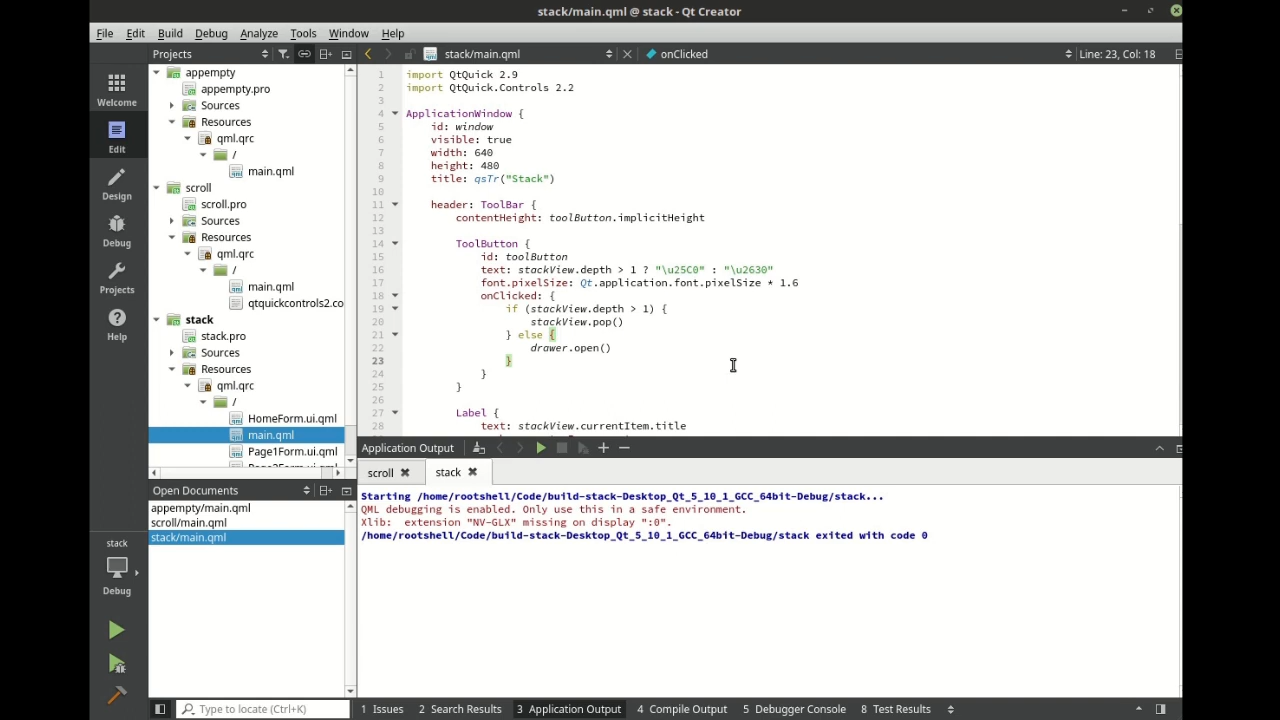 stack/main.qml @ stack - Qt Creator
File Edit Build Debug Analyze Tools Window Help
Projects
stack/main.qml
onClicked
Line: 23, Col: 18
Welcome
Edit
Design
Debug
Projects
Help
appempty
appempty.pro
Sources
Resources
qml.qrc
/
main.qml
scroll
scroll.pro
Sources
Resources
qml.qrc
/
main.qml
qtquickcontrols2.co
stack
stack.pro
Sources
Resources
qml.qrc
/
HomeForm.ui.qml
main.qml
Page1Form.ui.qml
Page2Form.ui.qml
1 import QtQuick 2.9
2 import QtQuick.Controls 2.2
3
4 ApplicationWindow {
5 id: window
6 visible: true
7 width: 640
8 height: 480
9 title: qsTr("Stack")
10
11 header: ToolBar {
12 contentHeight: toolButton.implicitHeight
13
14 ToolButton {
15 id: toolButton
16 text: stackView.depth > 1 ? "\u25C0" : "\u2630"
17 font.pixelSize: Qt.application.font.pixelSize * 1.6
18 onClicked: {
19 if (stackView.depth > 1) {
20 stackView.pop()
21 } else {
22 drawer.open()
23 }
24 }
25 }
26
27 Label {
28 text: stackView.currentItem.title
Open Documents
appempty/main.qml
scroll/main.qml
stack/main.qml
stack
Debug
Application Output
scroll
stack
Starting /home/rootshell/Code/build-stack-Desktop_Qt_5_10_1_GCC_64bit-Debug/stack...
QML debugging is enabled. Only use this in a safe environment.
Xlib:  extension "NV-GLX" missing on display ":0".
/home/rootshell/Code/build-stack-Desktop_Qt_5_10_1_GCC_64bit-Debug/stack exited with code 0
Type to locate (Ctrl+K)
1 Issues
2 Search Results
3 Application Output
4 Compile Output
5 Debugger Console
8 Test Results